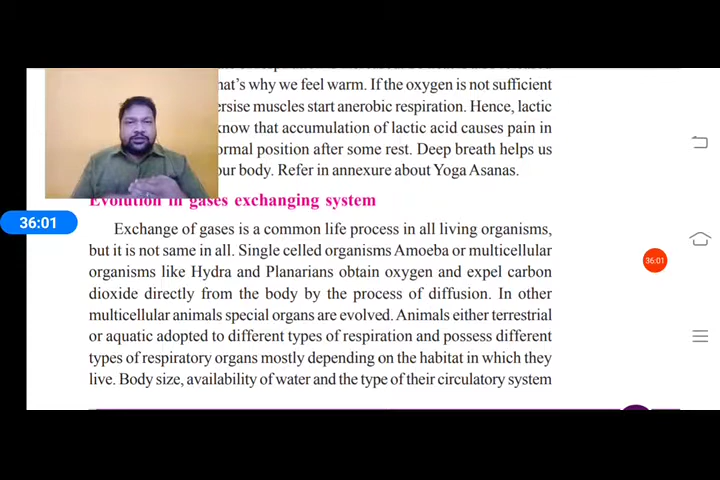 hat's why we feel warm. If the oxygen is not sufficient
ersise muscles start anerobic respiration. Hence, lactic
now that accumulation of lactic acid causes pain in
ormal position after some rest. Deep breath helps us
our body. Refer in annexure about Yoga Asanas.
Evolution in gases exchanging system
36:01
Exchange of gases is a common life process in all living organisms,
but it is not same in all. Single celled organisms Amoeba or multicellular
36:01
organisms like Hydra and Planarians obtain oxygen and expel carbon
dioxide directly from the body by the process of diffusion. In other
multicellular animals special organs are evolved. Animals either terrestrial
or aquatic adopted to different types of respiration and possess different
types of respiratory organs mostly depending on the habitat in which they
live. Body size, availability of water and the type of their circulatory system